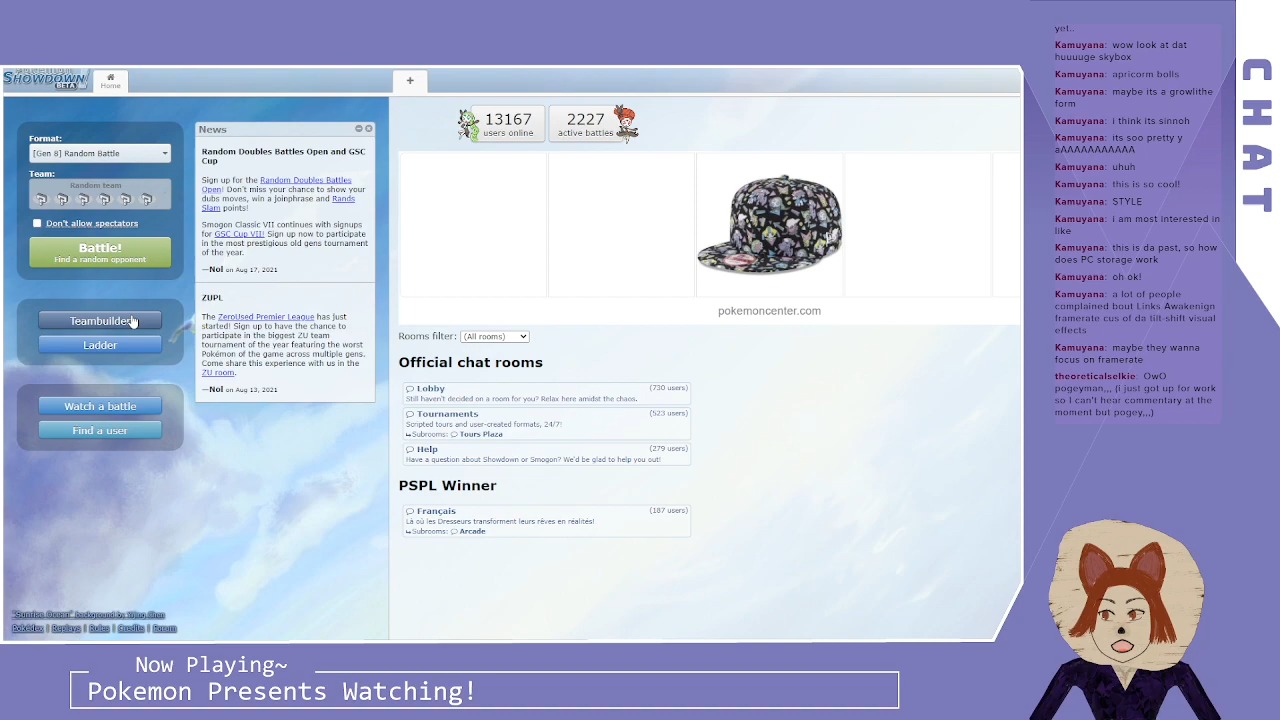 SHOWDOWN!
BETA
Home
+
Format:
[Gen 8] Random Battle
Team:
Random team
Don't allow spectators
Battle!
Find a random opponent
Teambuilder
Ladder
Watch a battle
Find a user
"Sunrise Ocean" background by Yijing Chen
Pokédex | Replays | Rules | Credits | Forum
News
Random Doubles Battles Open and GSC
Cup
Sign up for the Random Doubles Battles
Open! Don't miss your chance to show your
dubs moves, win a joinphrase and Rands
Slam points!
Smogon Classic VII continues with signups
for GSC Cup VII! Sign up now to participate
in the most prestigious old gens tournament
of the year.
—Nol on Aug 17, 2021
ZUPL
The ZeroUsed Premier League has just
started! Sign up to have the chance to
participate in the biggest ZU team
tournament of the year featuring the worst
Pokémon of the game across multiple gens.
Come share this experience with us in the
ZU room.
—Nol on Aug 13, 2021
13167
users online
2227
active battles
pokemoncenter.com
Rooms filter: (All rooms)
Official chat rooms
Lobby (730 users)
Still haven't decided on a room for you? Relax here amidst the chaos.
Tournaments (523 users)
Scripted tours and user-created formats, 24/7!
Subrooms: Tours Plaza
Help (279 users)
Have a question about Showdown or Smogon? We'd be glad to help you out!
PSPL Winner
Français (187 users)
Là où les Dresseurs transforment leurs rêves en réalités!
Subrooms: Arcade
yet..
Kamuyana: wow look at dat
huuuuge skybox
Kamuyana: apricorn bolls
Kamuyana: maybe its a growlithe
form
Kamuyana: i think its sinnoh
Kamuyana: its soo pretty y
aAAAAAAAAAAA
Kamuyana: uhuh
Kamuyana: this is so cool!
Kamuyana: STYLE
Kamuyana: i am most interested in
like
Kamuyana: this is da past, so how
does PC storage work
Kamuyana: oh ok!
Kamuyana: a lot of people
complained bout Links Awakenign
framerate cus of da tiilt-shift visual
effects
Kamuyana: maybe they wanna
focus on framerate
theoreticalselkie: OwO
pogeyman,,, (i just got up for work
so I can't hear commentary at the
moment but pogey,,,)
CHAT
Now Playing~
Pokemon Presents Watching!